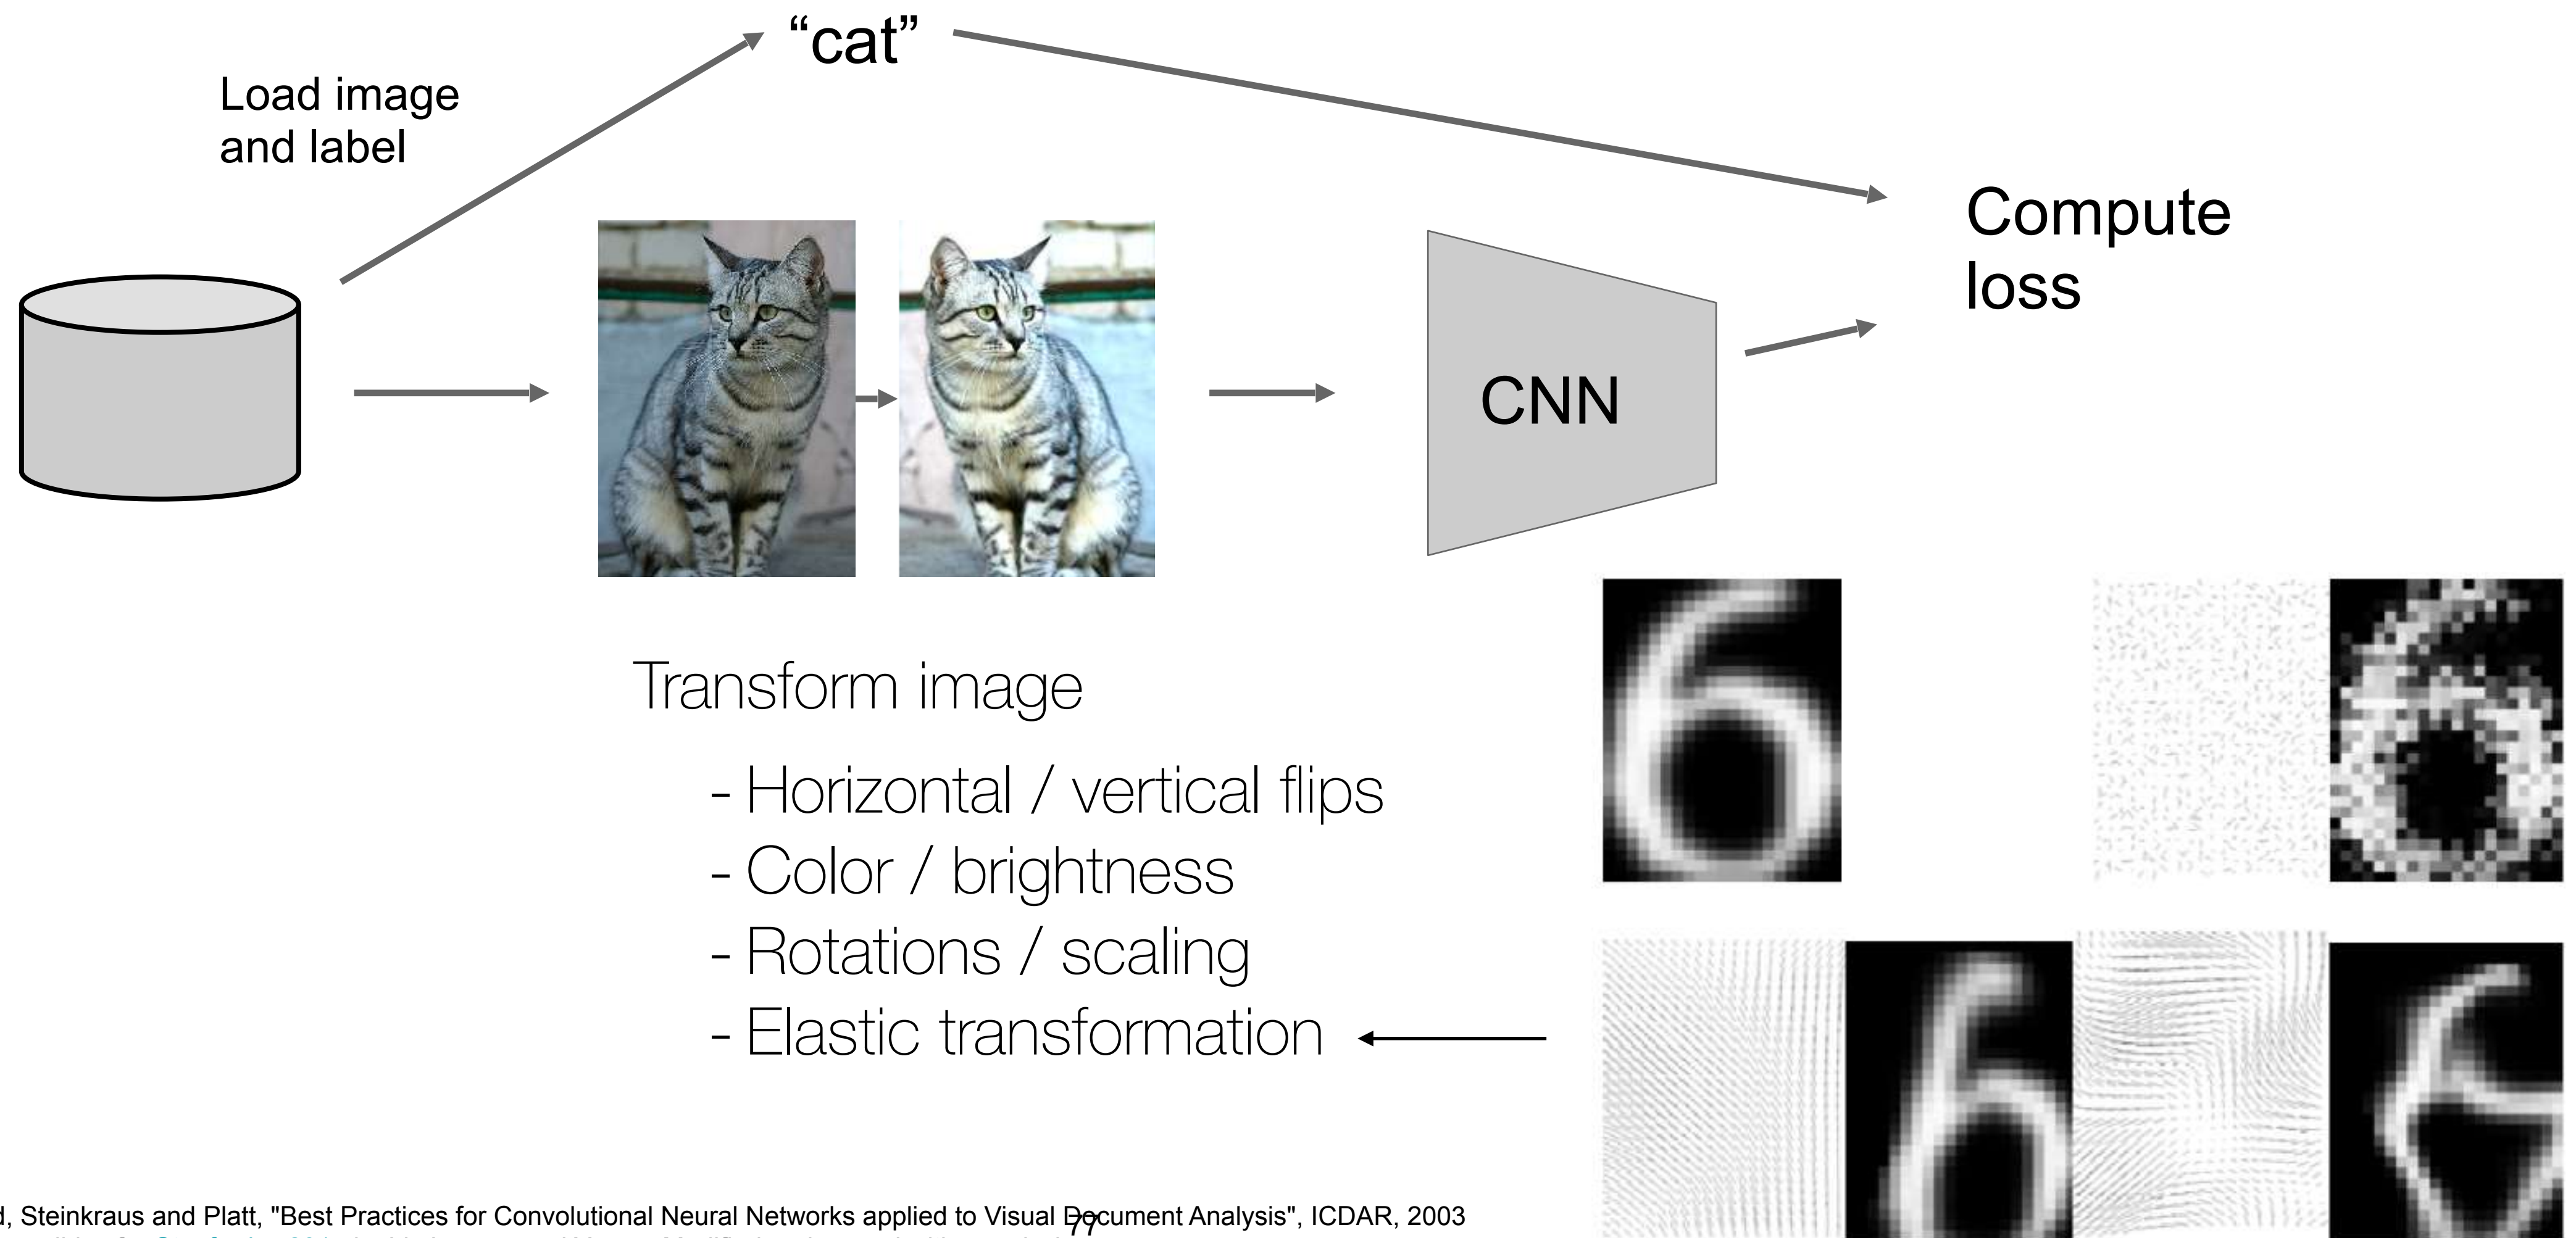 “cat”
Load image
and label
Compute
loss
CNN
Transform image
- Horizontal / vertical flips
- Color / brightness
- Rotations / scaling
- Elastic transformation
Steinkraus and Platt, "Best Practices for Convolutional Neural Networks applied to Visual Document Analysis", ICDAR, 2003
77